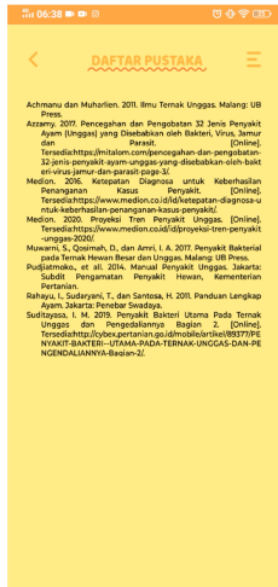 06:38
DAFTAR PUSTAKA
Achmanu dan Muharlien. 2011. Ilmu Ternak Unggas. Malang: UB
Press.
Azzamy. 2017. Pencegahan dan Pengobatan 32 Jenis Penyakit
Ayam (Unggas) yang Disebabkan oleh Bakteri, Virus, Jamur
dan Parasit. [Online].
Tersedia:https://mitalom.com/pencegahan-dan-pengobatan-
32-jenis-penyakit-ayam-unggas-yang-disebabkan-oleh-bakt
eri-virus-jamur-dan-parasit-page-3/.
Medion. 2016. Ketepatan Diagnosa untuk Keberhasilan
Penanganan Kasus Penyakit. [Online].
Tersedia:https://www.medion.co.id/id/ketepatan-diagnosa-u
ntuk-keberhasilan-penanganan-kasus-penyakit/.
Medion. 2020. Proyeksi Tren Penyakit Unggas. [Online].
Tersedia:https://www.medion.co.id/id/proyeksi-tren-penyakit
-unggas-2020/.
Muwarni, S., Qosimah, D., dan Amri, I. A. 2017. Penyakit Bakterial
pada Ternak Hewan Besar dan Unggas. Malang: UB Press.
Pudjiatmoko., et all. 2014. Manual Penyakit Unggas. Jakarta:
Subdit Pengamatan Penyakit Hewan, Kementerian
Pertanian.
Rahayu, I., Sudaryani, T., dan Santosa, H. 2011. Panduan Lengkap
Ayam. Jakarta: Penebar Swadaya.
Suditayasa, I. M. 2019. Penyakit Bakteri Utama Pada Ternak
Unggas dan Pengedaliannya Bagian 2. [Online].
Tersedia:http://cybex.pertanian.go.id/mobile/artikel/89377/PE
NYAKIT-BAKTERI--UTAMA-PADA-TERNAK-UNGGAS-DAN-PE
NGENDALIANNYA-Bagian-2/.